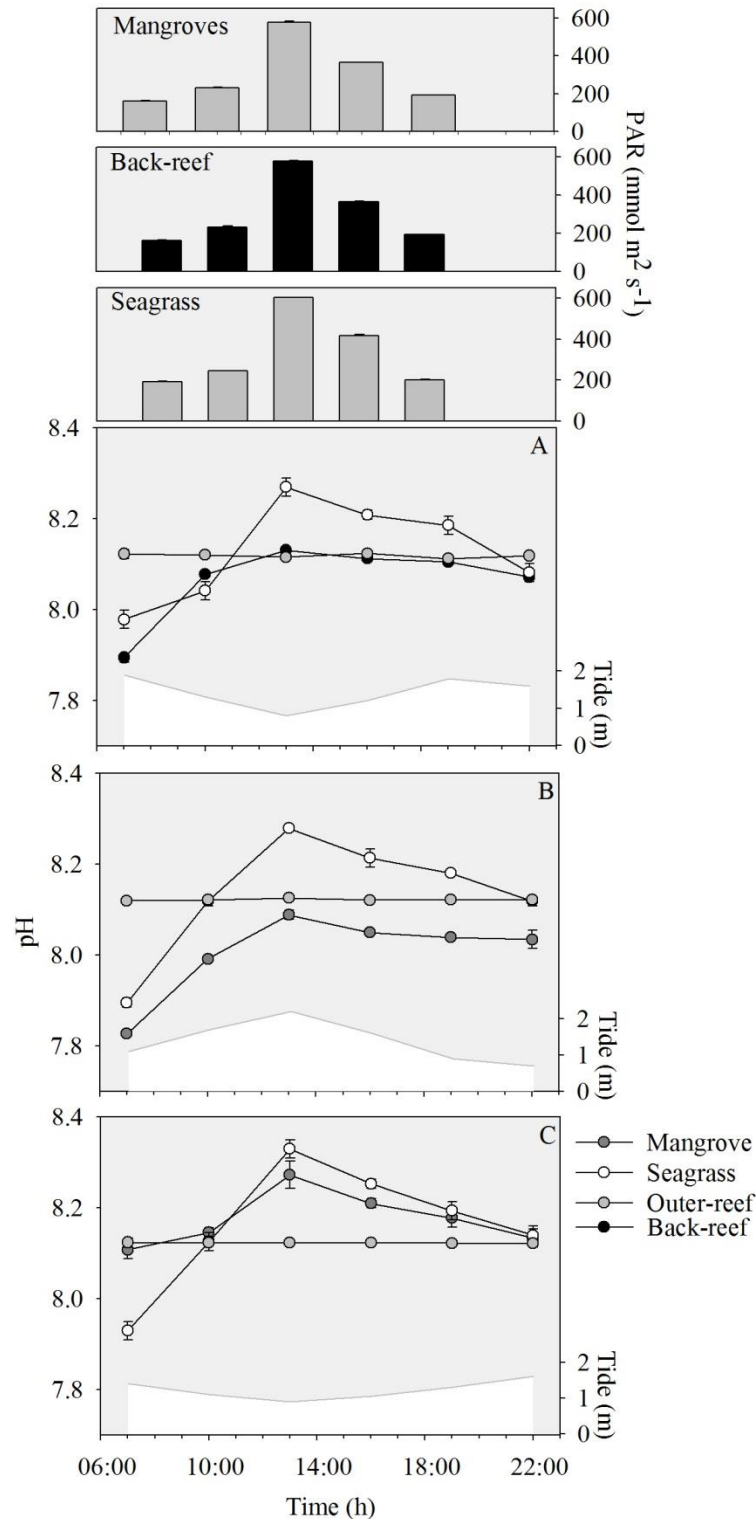 Mangroves
600
400
200
0
Back-reef
600
400
200
0
Seagrass
600
400
200
0
PAR (mmol m2 s-1)
A
8.4
8.2
8.0
7.8
2
1
0
Tide (m)
B
8.4
8.2
8.0
7.8
pH
2
1
0
Tide (m)
C
8.4
8.2
8.0
7.8
2
1
0
Tide (m)
Mangrove
Seagrass
Outer-reef
Back-reef
06:00 10:00 14:00 18:00 22:00
Time (h)